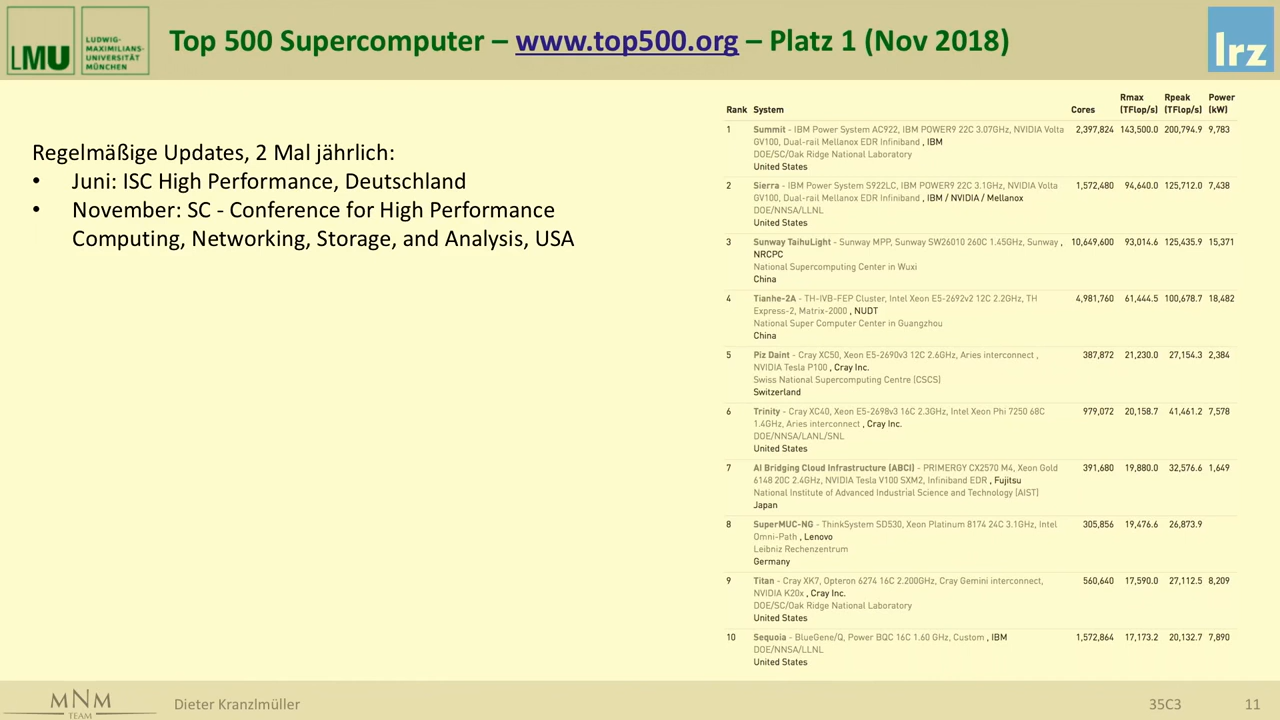 LMU
LUDWIG-
MAXIMILIANS-
UNIVERSITÄT
MÜNCHEN
Top 500 Supercomputer – www.top500.org – Platz 1 (Nov 2018)
lrz
Regelmäßige Updates, 2 Mal jährlich:
• Juni: ISC High Performance, Deutschland
• November: SC - Conference for High Performance
Computing, Networking, Storage, and Analysis, USA
Rank System Cores Rmax (TFlop/s) Rpeak (TFlop/s) Power (kW)
1 Summit - IBM Power System AC922, IBM POWER9 22C 3.07GHz, NVIDIA Volta 2,397,824 143,500.0 200,794.9 9,783
GV100, Dual-rail Mellanox EDR Infiniband , IBM
DOE/SC/Oak Ridge National Laboratory
United States
2 Sierra - IBM Power System S922LC, IBM POWER9 22C 3.1GHz, NVIDIA Volta 1,572,480 94,640.0 125,712.0 7,438
GV100, Dual-rail Mellanox EDR Infiniband , IBM / NVIDIA / Mellanox
DOE/NNSA/LLNL
United States
3 Sunway TaihuLight - Sunway MPP, Sunway SW26010 260C 1.45GHz, Sunway , 10,649,600 93,014.6 125,435.9 15,371
NRCPC
National Supercomputing Center in Wuxi
China
4 Tianhe-2A - TH-IVB-FEP Cluster, Intel Xeon E5-2692v2 12C 2.2GHz, TH 4,981,760 61,444.5 100,678.7 18,482
Express-2, Matrix-2000 , NUDT
National Super Computer Center in Guangzhou
China
5 Piz Daint - Cray XC50, Xeon E5-2690v3 12C 2.6GHz, Aries interconnect , 387,872 21,230.0 27,154.3 2,384
NVIDIA Tesla P100 , Cray Inc.
Swiss National Supercomputing Centre (CSCS)
Switzerland
6 Trinity - Cray XC40, Xeon E5-2698v3 16C 2.3GHz, Intel Xeon Phi 7250 68C 979,072 20,158.7 41,461.2 7,578
1.4GHz, Aries interconnect , Cray Inc.
DOE/NNSA/LANL/SNL
United States
7 AI Bridging Cloud Infrastructure (ABCI) - PRIMERGY CX2570 M4, Xeon Gold 391,680 19,880.0 32,576.6 1,649
6148 20C 2.4GHz, NVIDIA Tesla V100 SXM2, Infiniband EDR , Fujitsu
National Institute of Advanced Industrial Science and Technology (AIST)
Japan
8 SuperMUC-NG - ThinkSystem SD530, Xeon Platinum 8174 24C 3.1GHz, Intel 305,856 19,476.6 26,873.9
Omni-Path , Lenovo
Leibniz Rechenzentrum
Germany
9 Titan - Cray XK7, Opteron 6274 16C 2.200GHz, Cray Gemini interconnect, 560,640 17,590.0 27,112.5 8,209
NVIDIA K20x , Cray Inc.
DOE/SC/Oak Ridge National Laboratory
United States
10 Sequoia - BlueGene/Q, Power BQC 16C 1.60 GHz, Custom , IBM 1,572,864 17,173.2 20,132.7 7,890
DOE/NNSA/LLNL
United States
MNM
TEAM
Dieter Kranzlmüller
35C3
11